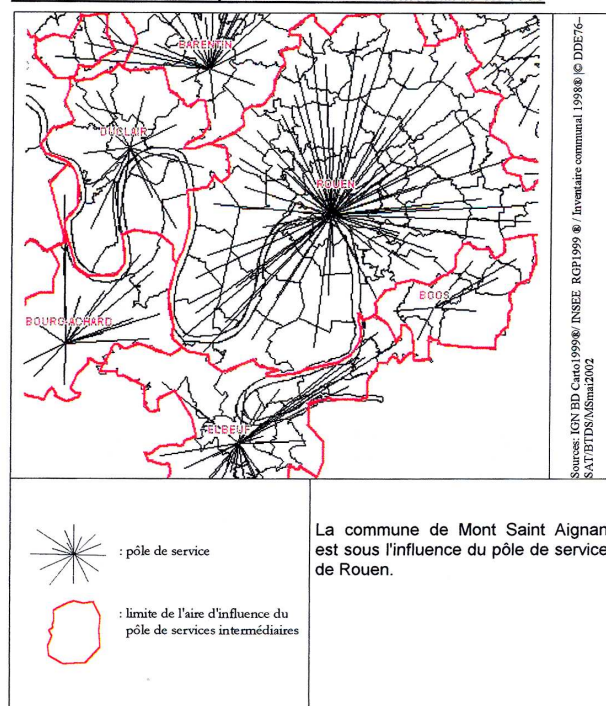 BARENTIN
DUCLAIR
ROUEN
BOOS
BOURG-ACHARD
ELBEUF
Sources: IGN BD Carto1999®/ INSEE RGP1999 ® / Inventaire communal 1998® |© DDE76–
SAT/BTDS/MSmai2002
: pôle de service
: limite de l'aire d'influence du
pôle de services intermédiaires
La commune de Mont Saint Aignan
est sous l'influence du pôle de service
de Rouen.